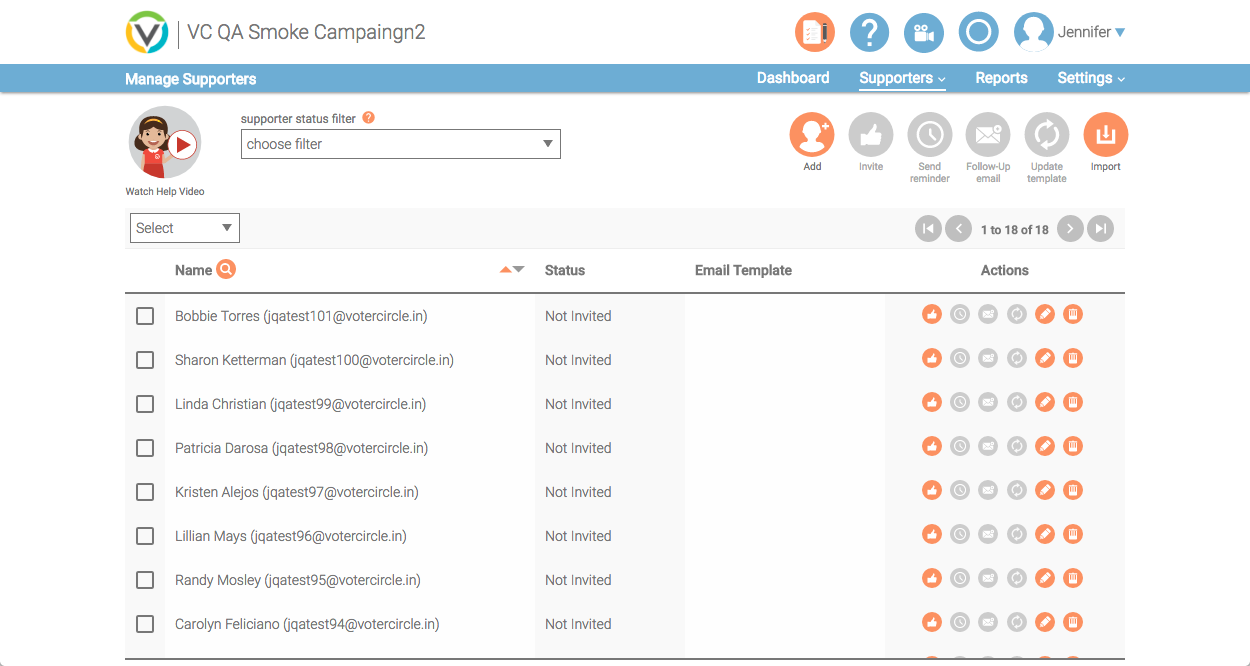 VC QA Smoke Campaingn2
Jennifer
Manage Supporters
Dashboard
Supporters
Reports
Settings
supporter status filter ?
choose filter
Watch Help Video
Add
Invite
Send
reminder
Follow-Up
email
Update
template
Import
Select
1 to 18 of 18
Name
Status
Email Template
Actions
Bobbie Torres (jqatest101@votercircle.in) Not Invited
Sharon Ketterman (jqatest100@votercircle.in) Not Invited
Linda Christian (jqatest99@votercircle.in) Not Invited
Patricia Darosa (jqatest98@votercircle.in) Not Invited
Kristen Alejos (jqatest97@votercircle.in) Not Invited
Lillian Mays (jqatest96@votercircle.in) Not Invited
Randy Mosley (jqatest95@votercircle.in) Not Invited
Carolyn Feliciano (jqatest94@votercircle.in) Not Invited